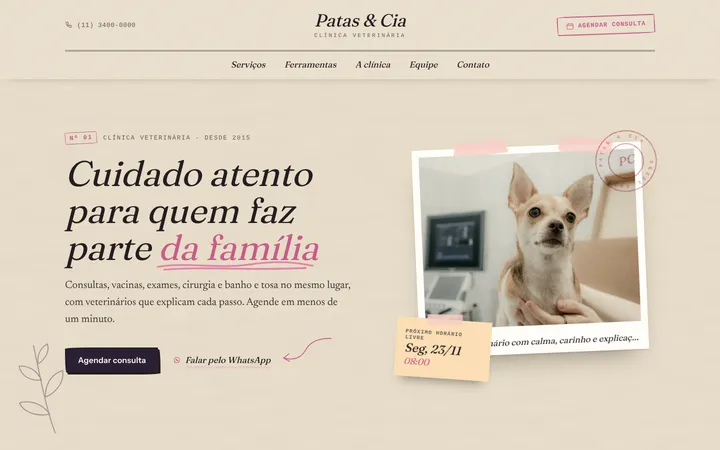 (11) 3400-0000
Patas & Cia
CLÍNICA VETERINÁRIA
AGENDAR CONSULTA
Serviços
Ferramentas
A clínica
Equipe
Contato
Nº 01
CLÍNICA VETERINÁRIA · DESDE 2015
Cuidado atento
para quem faz
parte da família
Consultas, vacinas, exames, cirurgia e banho e tosa no mesmo lugar,
com veterinários que explicam cada passo. Agende em menos de
um minuto.
Agendar consulta
Falar pelo WhatsApp
PC
PRÓXIMO HORÁRIO
LIVRE
Seg, 23/11
08:00
com calma, carinho e explicaç...